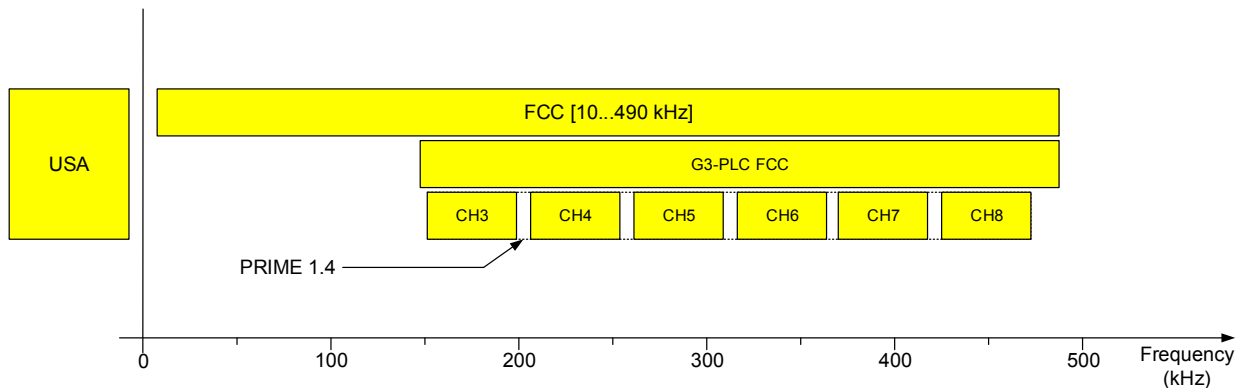 USA
FCC [10...490 kHz]
G3-PLC FCC
CH3
CH4
CH5
CH6
CH7
CH8
PRIME 1.4
0
100
200
300
400
500
Frequency
(kHz)